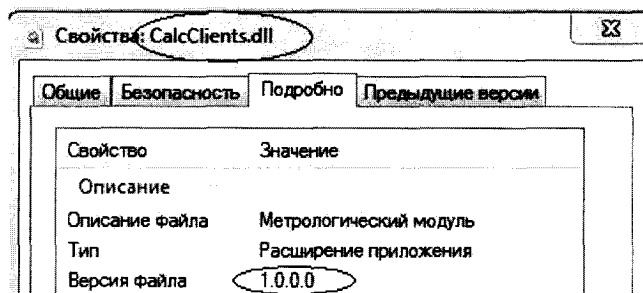 Свойства: CalcClients.dll
Общие Безопасность Подробно Предыдущие версии
Свойство Значение
Описание
Описание файла Метрологический модуль
Тип Расширение приложения
Версия файла 1.0.0.0